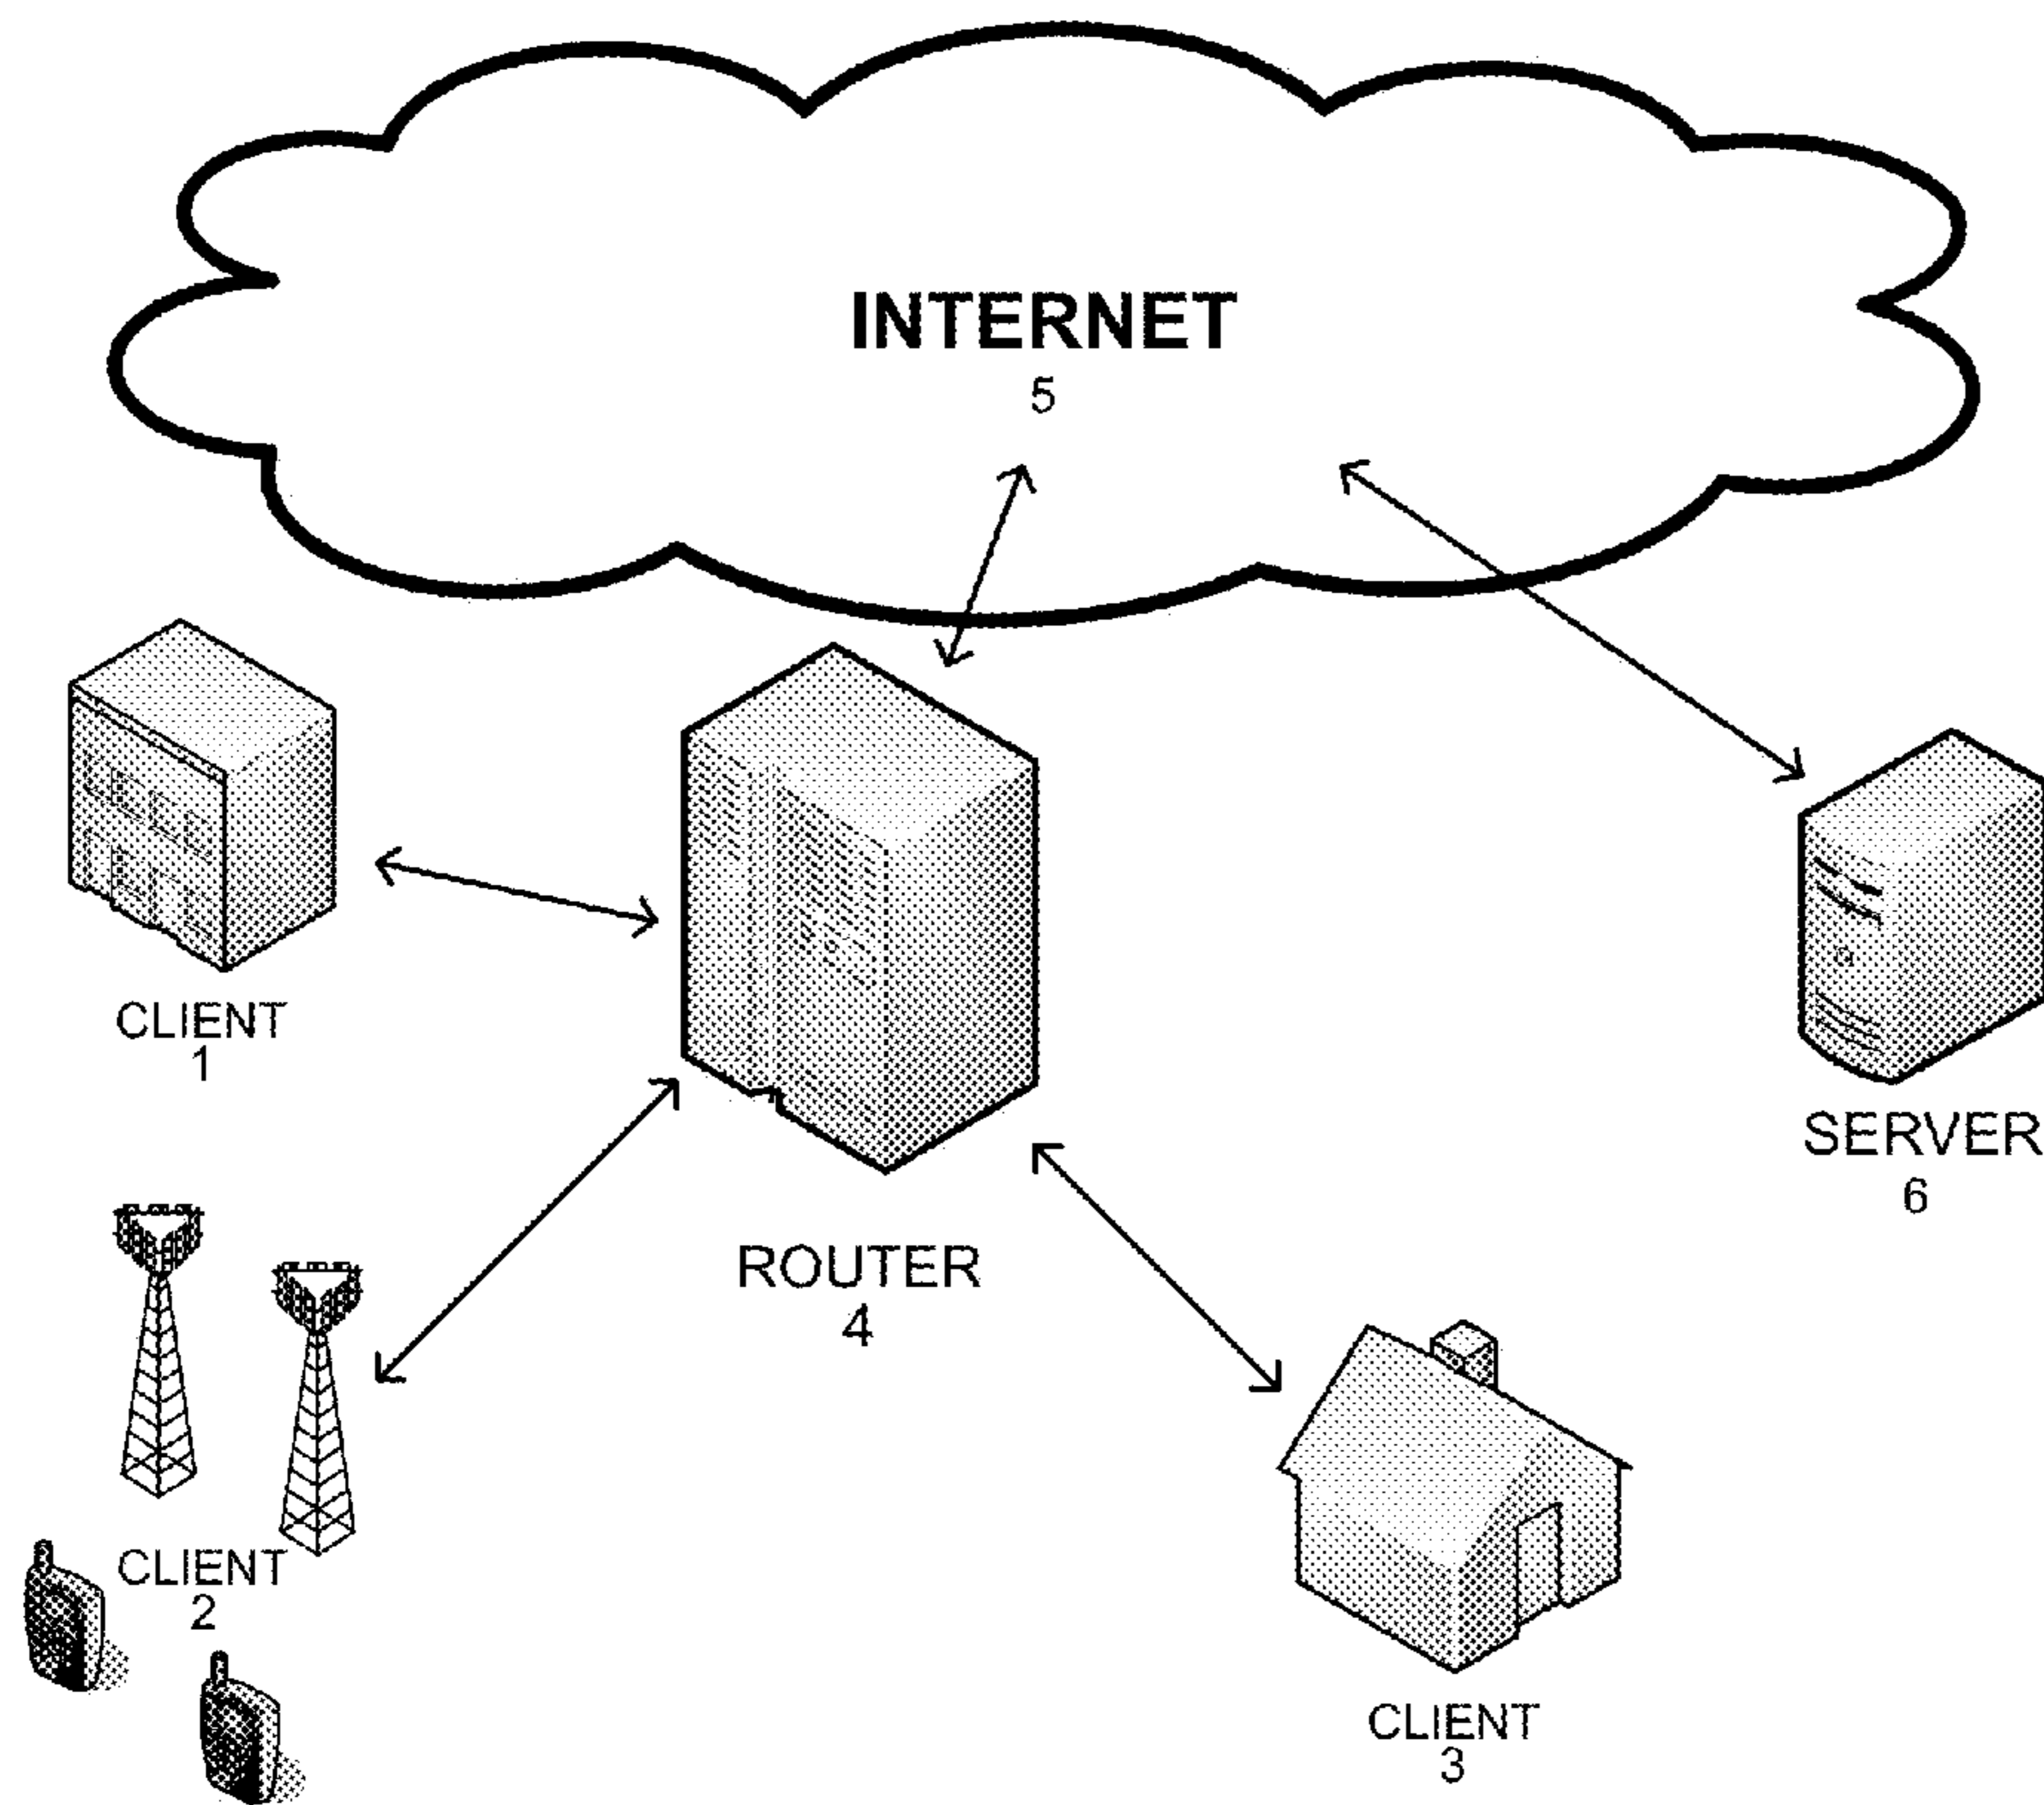 INTERNET
5
CLIENT
1
SERVER
6
ROUTER
4
CLIENT
2
CLIENT
3